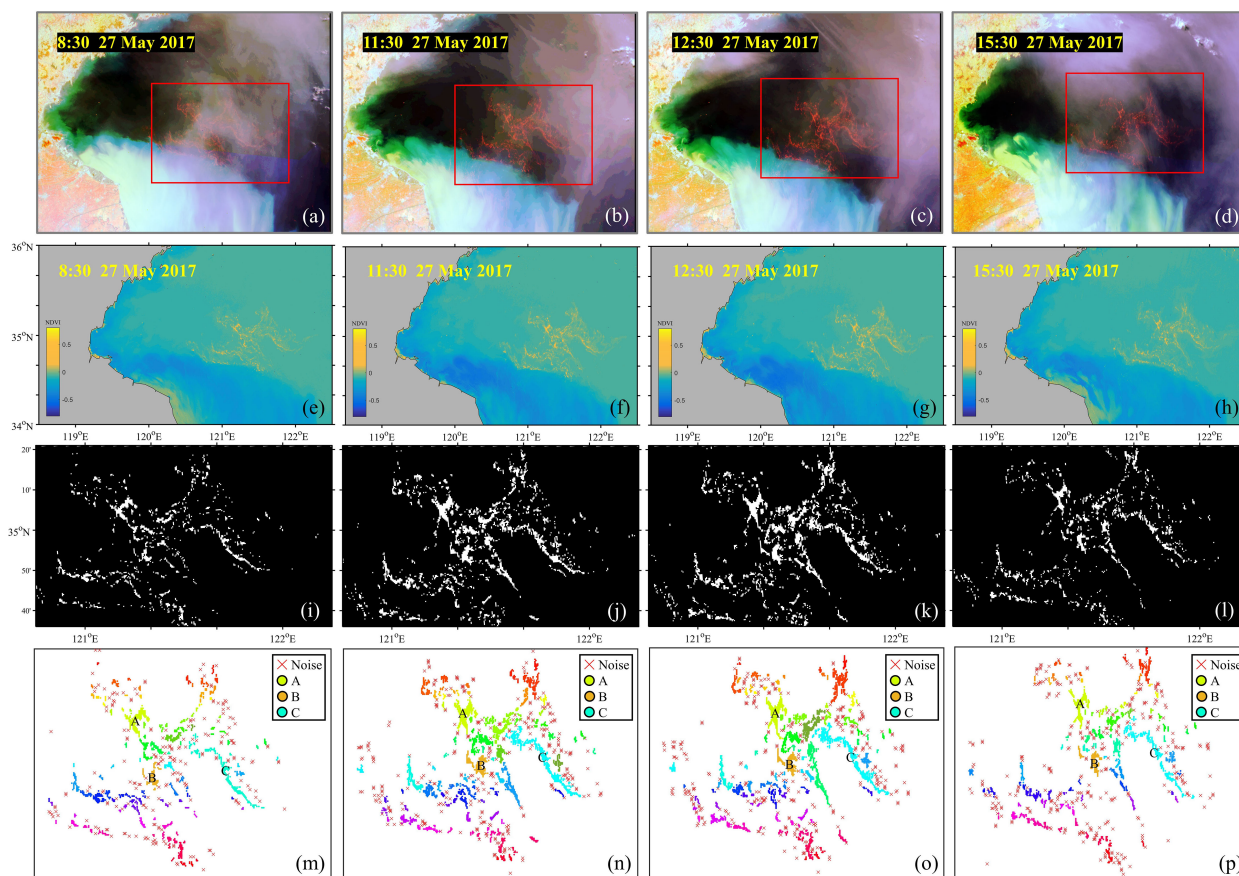 8:30 27 May 2017
11:30 27 May 2017
12:30 27 May 2017
15:30 27 May 2017
(a)
(b)
(c)
(d)
36°N
35°N
34°N
8:30 27 May 2017
11:30 27 May 2017
12:30 27 May 2017
15:30 27 May 2017
NDVI
0.5
0
-0.5
NDVI
0.5
0
-0.5
NDVI
0.5
0
-0.5
NDVI
0.5
0
-0.5
(e)
(f)
(g)
(h)
119°E 120°E 121°E 122°E
119°E 120°E 121°E 122°E
119°E 120°E 121°E 122°E
119°E 120°E 121°E 122°E
20'
10'
35°N
50'
40'
(i)
(j)
(k)
(l)
121°E 122°E
121°E 122°E
121°E 122°E
121°E 122°E
Noise
A
B
C
A
B
C
(m)
Noise
A
B
C
A
B
C
(n)
Noise
A
B
C
A
B
C
(o)
Noise
A
B
C
A
B
C
(p)